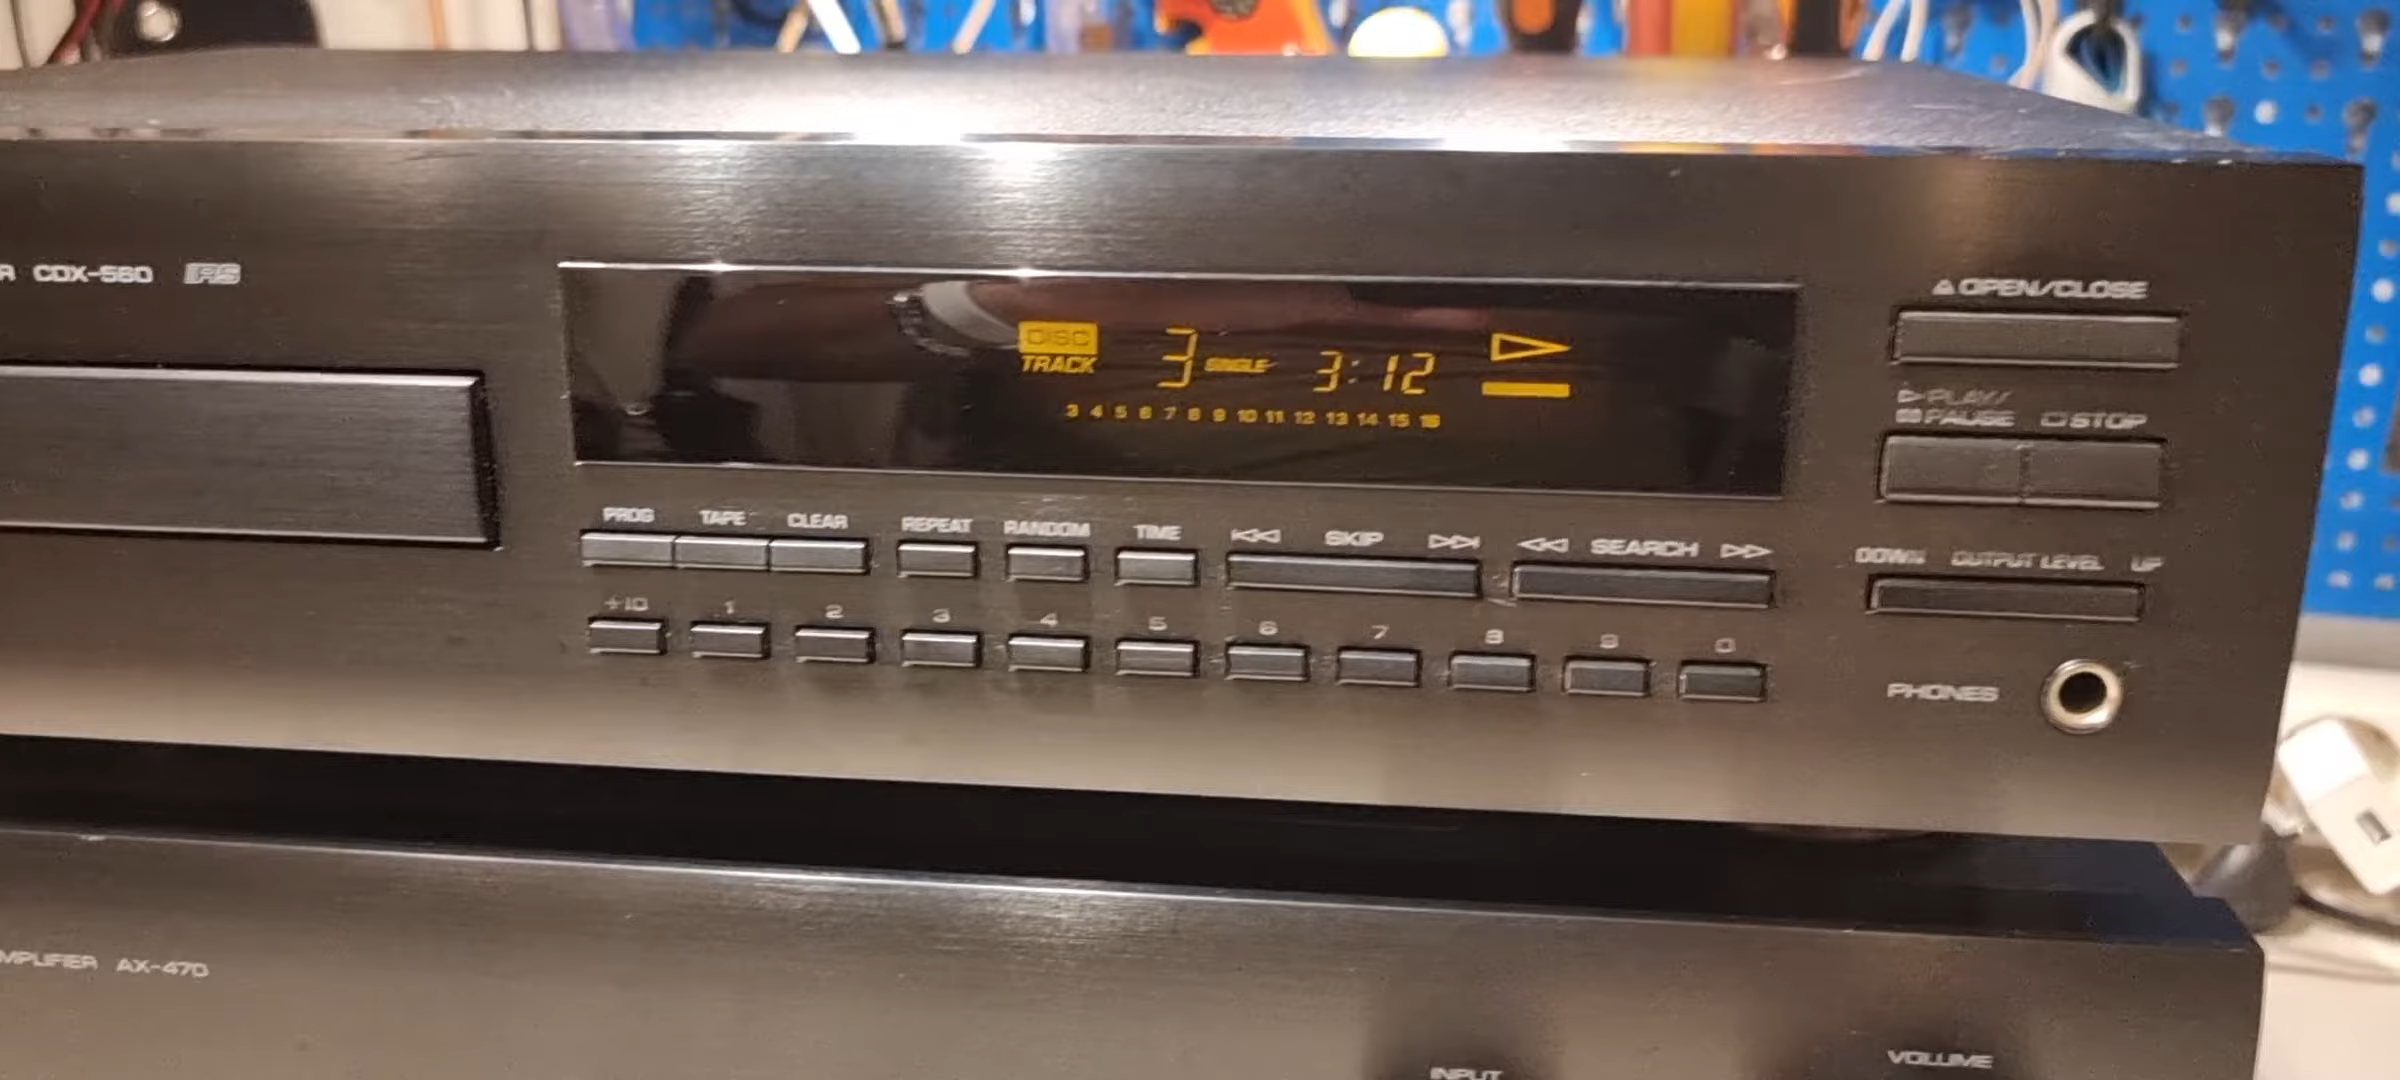 R CDX-560
DISC
TRACK 3 SINGLE 3:12
3 4 5 6 7 8 9 10 11 12 13 14 15 16
OPEN/CLOSE
PLAY/
PAUSE STOP
PROG TAPE CLEAR REPEAT RANDOM TIME SKIP SEARCH
DOWN OUTPUT LEVEL UP
+10 1 2 3 4 5 6 7 8 9 0
PHONES
MPLIFIER AX-470
INPUT
VOLUME